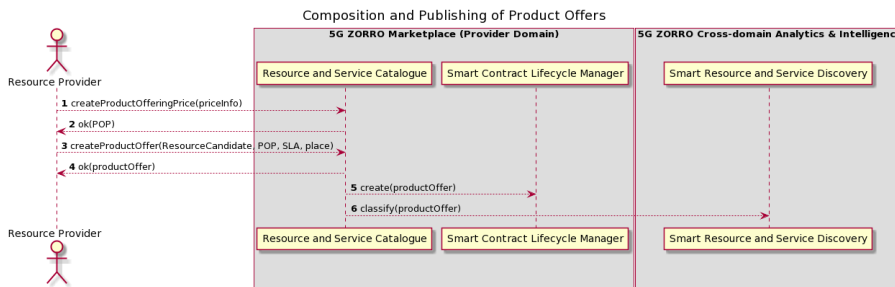 Composition and Publishing of Product Offers
5G ZORRO Marketplace (Provider Domain)
5G ZORRO Cross-domain Analytics & Intelligenc
Resource Provider
Resource and Service Catalogue
Smart Contract Lifecycle Manager
Smart Resource and Service Discovery
1 createProductOfferingPrice(priceInfo)
2 ok(POP)
3 createProductOffer(ResourceCandidate, POP, SLA, place)
4 ok(productOffer)
5 create(productOffer)
6 classify(productOffer)
Resource Provider
Resource and Service Catalogue
Smart Contract Lifecycle Manager
Smart Resource and Service Discovery